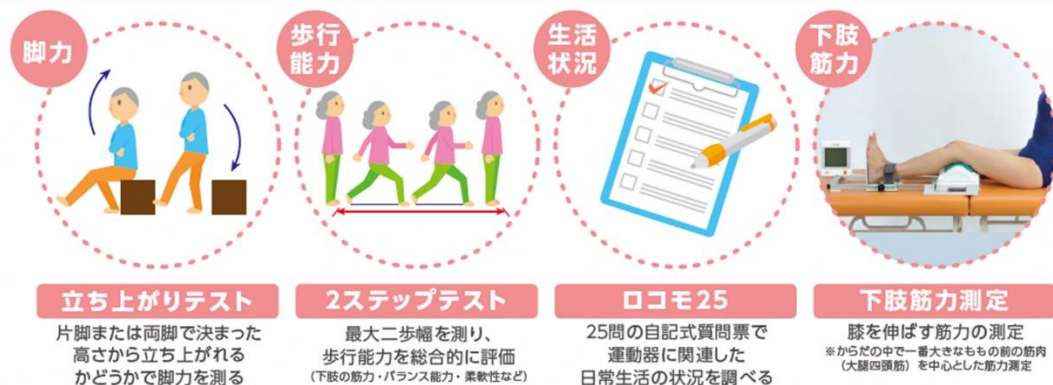 脚力
立ち上がりテスト
片脚または両脚で決まった
高さから立ち上がれる
かどうかで脚力を測る
歩行
能力
2ステップテスト
最大二歩幅を測り、
歩行能力を総合的に評価
(下肢の筋力・バランス能力・柔軟性など)
生活
状況
ロコモ25
25問の自記式質問票で
運動器に関連した
日常生活の状況を調べる
下肢
筋力
下肢筋力測定
膝を伸ばす筋力の測定
※からだの中で一番大きなももの前の筋肉
(大腿四頭筋)を中心とした筋力測定